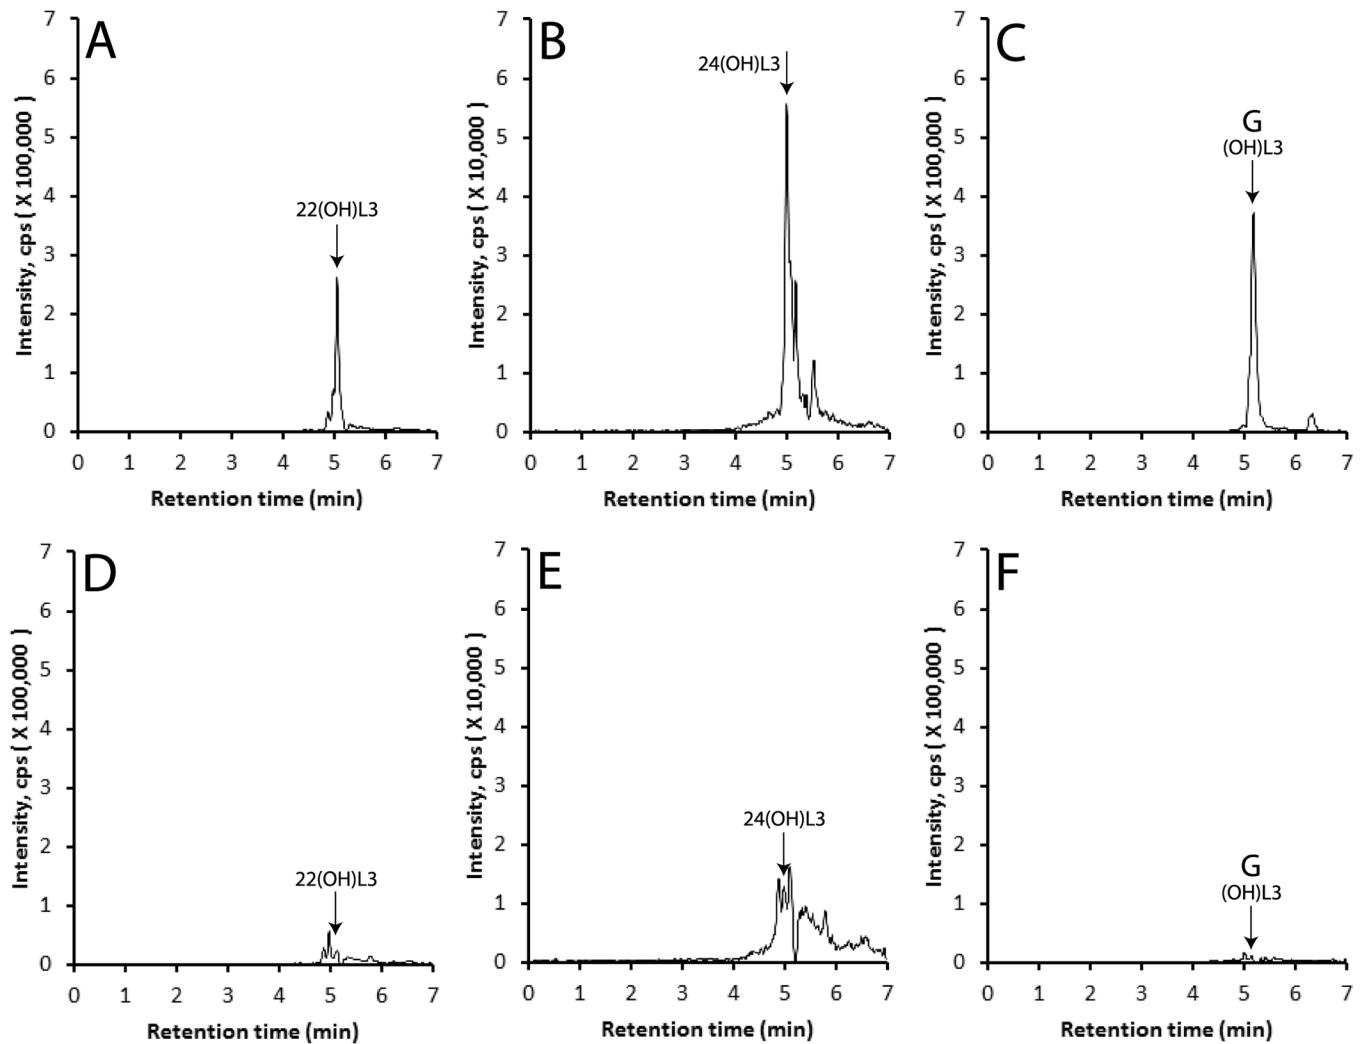 A
7
6
5
4
3
2
1
0
Intensity, cps ( X 100,000 )
22(OH)L3
0 1 2 3 4 5 6 7
Retention time (min)
B
7
6
5
4
3
2
1
0
Intensity, cps ( X 10,000 )
24(OH)L3
0 1 2 3 4 5 6 7
Retention time (min)
C
7
6
5
4
3
2
1
0
Intensity, cps ( X 100,000 )
G
(OH)L3
0 1 2 3 4 5 6 7
Retention time (min)
D
7
6
5
4
3
2
1
0
Intensity, cps ( X 100,000 )
22(OH)L3
0 1 2 3 4 5 6 7
Retention time (min)
E
7
6
5
4
3
2
1
0
Intensity, cps ( X 10,000 )
24(OH)L3
0 1 2 3 4 5 6 7
Retention time (min)
F
7
6
5
4
3
2
1
0
Intensity, cps ( X 100,000 )
G
(OH)L3
0 1 2 3 4 5 6 7
Retention time (min)